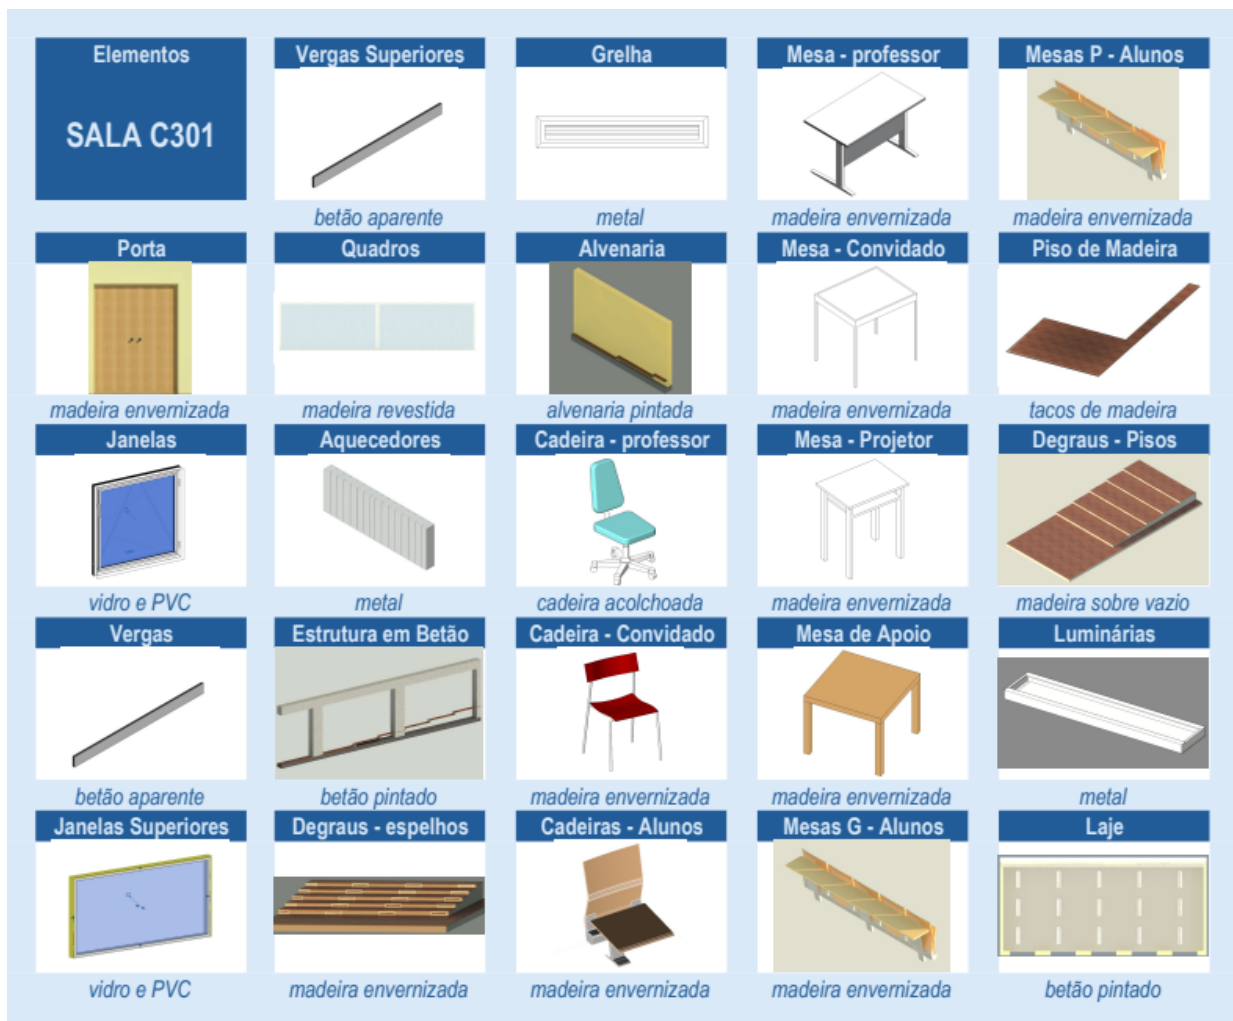 Elementos
SALA C301
Vergas Superiores
betão aparente
Grelha
metal
Mesa - professor
madeira envernizada
Mesas P - Alunos
madeira envernizada
Porta
madeira envernizada
Quadros
madeira revestida
Alvenaria
alvenaria pintada
Mesa - Convidado
madeira envernizada
Piso de Madeira
tacos de madeira
Janelas
vidro e PVC
Aquecedores
metal
Cadeira - professor
cadeira acolchoada
Mesa - Projetor
madeira envernizada
Degraus - Pisos
madeira sobre vazio
Vergas
betão aparente
Estrutura em Betão
betão pintado
Cadeira - Convidado
madeira envernizada
Mesa de Apoio
madeira envernizada
Luminárias
metal
Janelas Superiores
vidro e PVC
Degraus - espelhos
madeira envernizada
Cadeiras - Alunos
madeira envernizada
Mesas G - Alunos
madeira envernizada
Laje
betão pintado